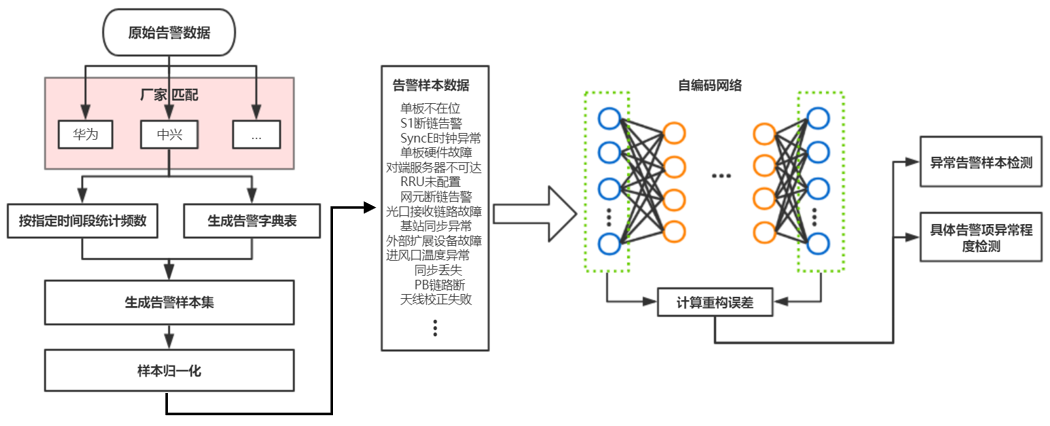 原始告警数据
厂家 匹配
华为
中兴
...
按指定时间段统计频数
生成告警字典表
生成告警样本集
样本归一化
告警样本数据
单板不在位
S1断链告警
SyncE时钟异常
单板硬件故障
对端服务器不可达
RRU未配置
网元断链告警
光口接收链路故障
基站同步异常
外部扩展设备故障
进风口温度异常
同步丢失
PB链路断
天线校正失败
自编码网络
计算重构误差
异常告警样本检测
具体告警项异常程
度检测